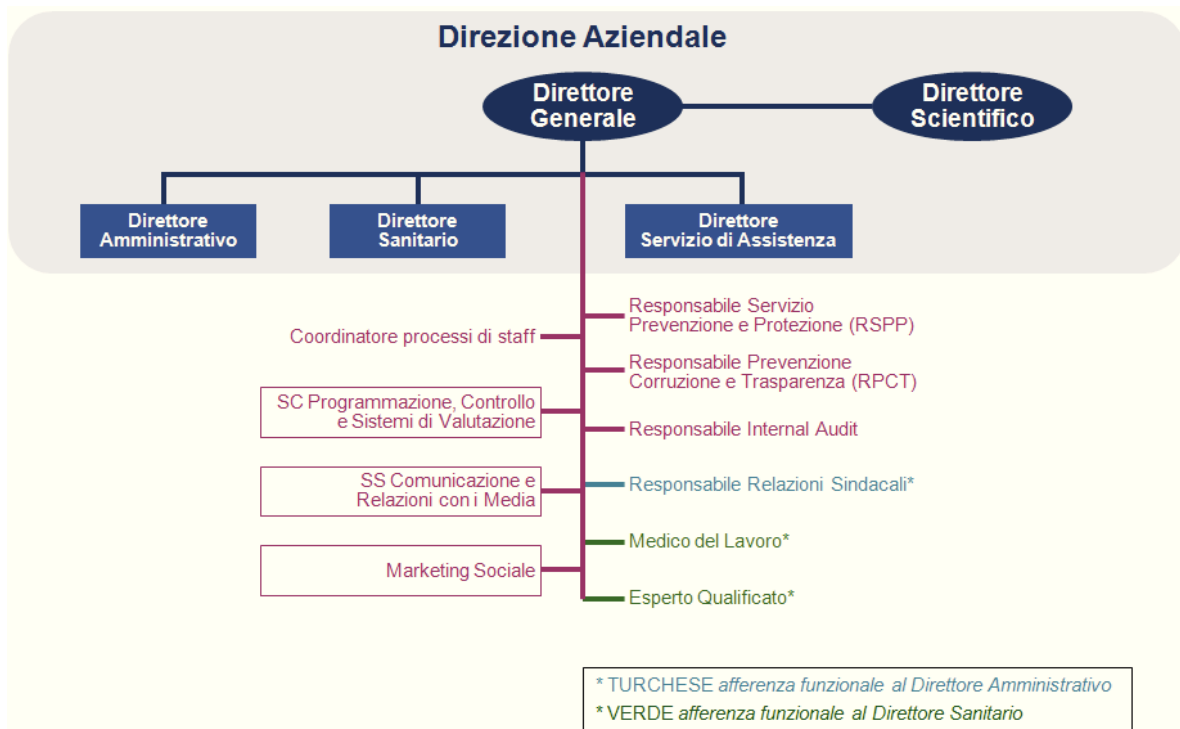 Direzione Aziendale
Direttore
Generale
Direttore
Scientifico
Direttore
Amministrativo
Direttore
Sanitario
Direttore
Servizio di Assistenza
Coordinatore processi di staff
SC Programmazione, Controllo
e Sistemi di Valutazione
SS Comunicazione e
Relazioni con i Media
Marketing Sociale
Responsabile Servizio
Prevenzione e Protezione (RSPP)
Responsabile Prevenzione
Corruzione e Trasparenza (RPCT)
Responsabile Internal Audit
Responsabile Relazioni Sindacali*
Medico del Lavoro*
Esperto Qualificato*
* TURCHESE afferenza funzionale al Direttore Amministrativo
* VERDE afferenza funzionale al Direttore Sanitario